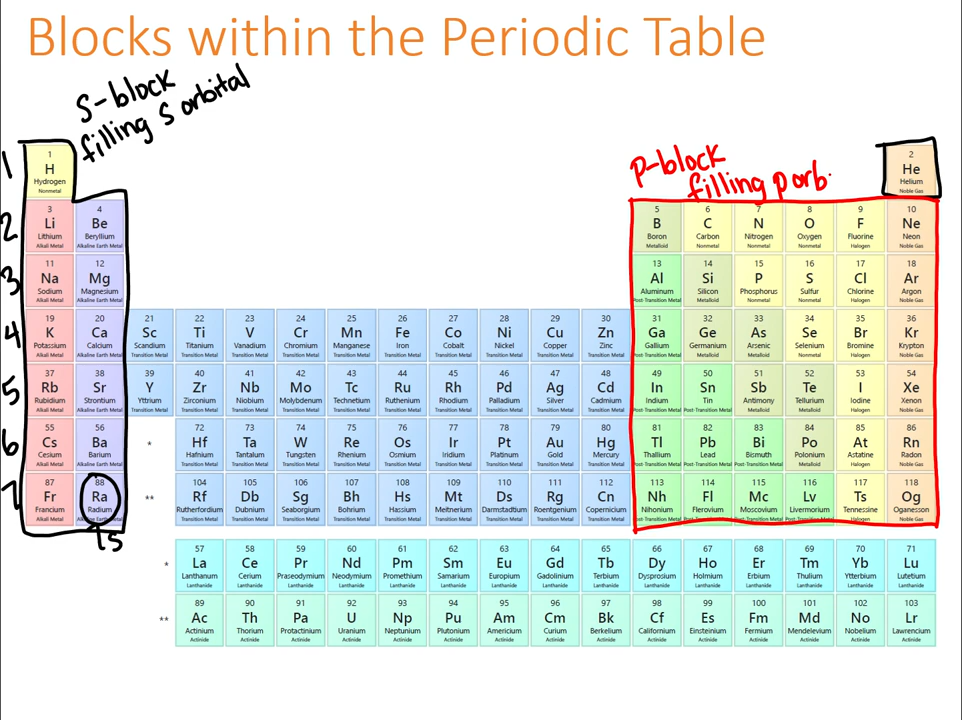 Blocks within the Periodic Table
S-block
filling S orbital
p-block
filling p orb.
1
1
H
Hydrogen
Nonmetal
2
He
Helium
Noble Gas
2
3
Li
Lithium
Alkali Metal
4
Be
Beryllium
Alkaline Earth Metal
5
B
Boron
Metalloid
6
C
Carbon
Nonmetal
7
N
Nitrogen
Nonmetal
8
O
Oxygen
Nonmetal
9
F
Fluorine
Halogen
10
Ne
Neon
Noble Gas
3
11
Na
Sodium
Alkali Metal
12
Mg
Magnesium
Alkaline Earth Metal
13
Al
Aluminum
Post-Transition Metal
14
Si
Silicon
Metalloid
15
P
Phosphorus
Nonmetal
16
S
Sulfur
Nonmetal
17
Cl
Chlorine
Halogen
18
Ar
Argon
Noble Gas
4
19
K
Potassium
Alkali Metal
20
Ca
Calcium
Alkaline Earth Metal
21
Sc
Scandium
Transition Metal
22
Ti
Titanium
Transition Metal
23
V
Vanadium
Transition Metal
24
Cr
Chromium
Transition Metal
25
Mn
Manganese
Transition Metal
26
Fe
Iron
Transition Metal
27
Co
Cobalt
Transition Metal
28
Ni
Nickel
Transition Metal
29
Cu
Copper
Transition Metal
30
Zn
Zinc
Transition Metal
31
Ga
Gallium
Post-Transition Metal
32
Ge
Germanium
Metalloid
33
As
Arsenic
Metalloid
34
Se
Selenium
Nonmetal
35
Br
Bromine
Halogen
36
Kr
Krypton
Noble Gas
5
37
Rb
Rubidium
Alkali Metal
38
Sr
Strontium
Alkaline Earth Metal
39
Y
Yttrium
Transition Metal
40
Zr
Zirconium
Transition Metal
41
Nb
Niobium
Transition Metal
42
Mo
Molybdenum
Transition Metal
43
Tc
Technetium
Transition Metal
44
Ru
Ruthenium
Transition Metal
45
Rh
Rhodium
Transition Metal
46
Pd
Palladium
Transition Metal
47
Ag
Silver
Transition Metal
48
Cd
Cadmium
Transition Metal
49
In
Indium
Post-Transition Metal
50
Sn
Tin
Post-Transition Metal
51
Sb
Antimony
Metalloid
52
Te
Tellurium
Metalloid
53
I
Iodine
Halogen
54
Xe
Xenon
Noble Gas
6
55
Cs
Cesium
Alkali Metal
56
Ba
Barium
Alkaline Earth Metal
*
72
Hf
Hafnium
Transition Metal
73
Ta
Tantalum
Transition Metal
74
W
Tungsten
Transition Metal
75
Re
Rhenium
Transition Metal
76
Os
Osmium
Transition Metal
77
Ir
Iridium
Transition Metal
78
Pt
Platinum
Transition Metal
79
Au
Gold
Transition Metal
80
Hg
Mercury
Transition Metal
81
Tl
Thallium
Post-Transition Metal
82
Pb
Lead
Post-Transition Metal
83
Bi
Bismuth
Post-Transition Metal
84
Po
Polonium
Metalloid
85
At
Astatine
Halogen
86
Rn
Radon
Noble Gas
7
87
Fr
Francium
Alkali Metal
88
Ra
Radium
Alkaline Earth Metal
**
104
Rf
Rutherfordium
Transition Metal
105
Db
Dubnium
Transition Metal
106
Sg
Seaborgium
Transition Metal
107
Bh
Bohrium
Transition Metal
108
Hs
Hassium
Transition Metal
109
Mt
Meitnerium
Transition Metal
110
Ds
Darmstadtium
Transition Metal
111
Rg
Roentgenium
Transition Metal
112
Cn
Copernicium
Transition Metal
113
Nh
Nihonium
Post-Transition Metal
114
Fl
Flerovium
Post-Transition Metal
115
Mc
Moscovium
Post-Transition Metal
116
Lv
Livermorium
Post-Transition Metal
117
Ts
Tennessine
Halogen
118
Og
Oganesson
Noble Gas
7s
*
57
La
Lanthanum
Lanthanide
58
Ce
Cerium
Lanthanide
59
Pr
Praseodymium
Lanthanide
60
Nd
Neodymium
Lanthanide
61
Pm
Promethium
Lanthanide
62
Sm
Samarium
Lanthanide
63
Eu
Europium
Lanthanide
64
Gd
Gadolinium
Lanthanide
65
Tb
Terbium
Lanthanide
66
Dy
Dysprosium
Lanthanide
67
Ho
Holmium
Lanthanide
68
Er
Erbium
Lanthanide
69
Tm
Thulium
Lanthanide
70
Yb
Ytterbium
Lanthanide
71
Lu
Lutetium
Lanthanide
**
89
Ac
Actinium
Actinide
90
Th
Thorium
Actinide
91
Pa
Protactinium
Actinide
92
U
Uranium
Actinide
93
Np
Neptunium
Actinide
94
Pu
Plutonium
Actinide
95
Am
Americium
Actinide
96
Cm
Curium
Actinide
97
Bk
Berkelium
Actinide
98
Cf
Californium
Actinide
99
Es
Einsteinium
Actinide
100
Fm
Fermium
Actinide
101
Md
Mendelevium
Actinide
102
No
Nobelium
Actinide
103
Lr
Lawrencium
Actinide